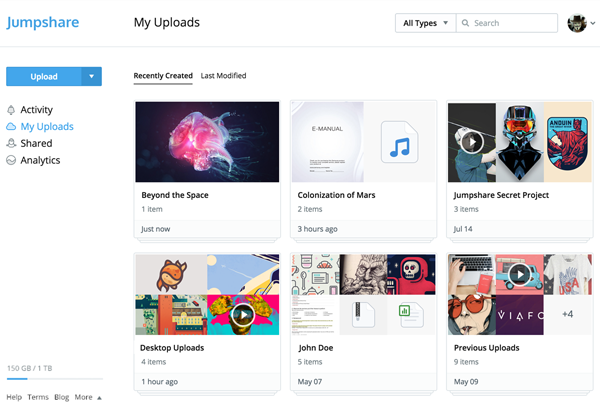 Jumpshare
My Uploads
All Types
Search
Upload
Recently Created
Last Modified
Activity
My Uploads
Shared
Analytics
E-MANUAL
ANDUIN
Beyond the Space
1 item
Just now
Colonization of Mars
2 items
3 hours ago
Jumpshare Secret Project
3 items
Jul 14
VIAFO
+4
Desktop Uploads
4 items
1 hour ago
John Doe
5 items
May 07
Previous Uploads
9 items
May 09
150 GB / 1 TB
Help Terms Blog More